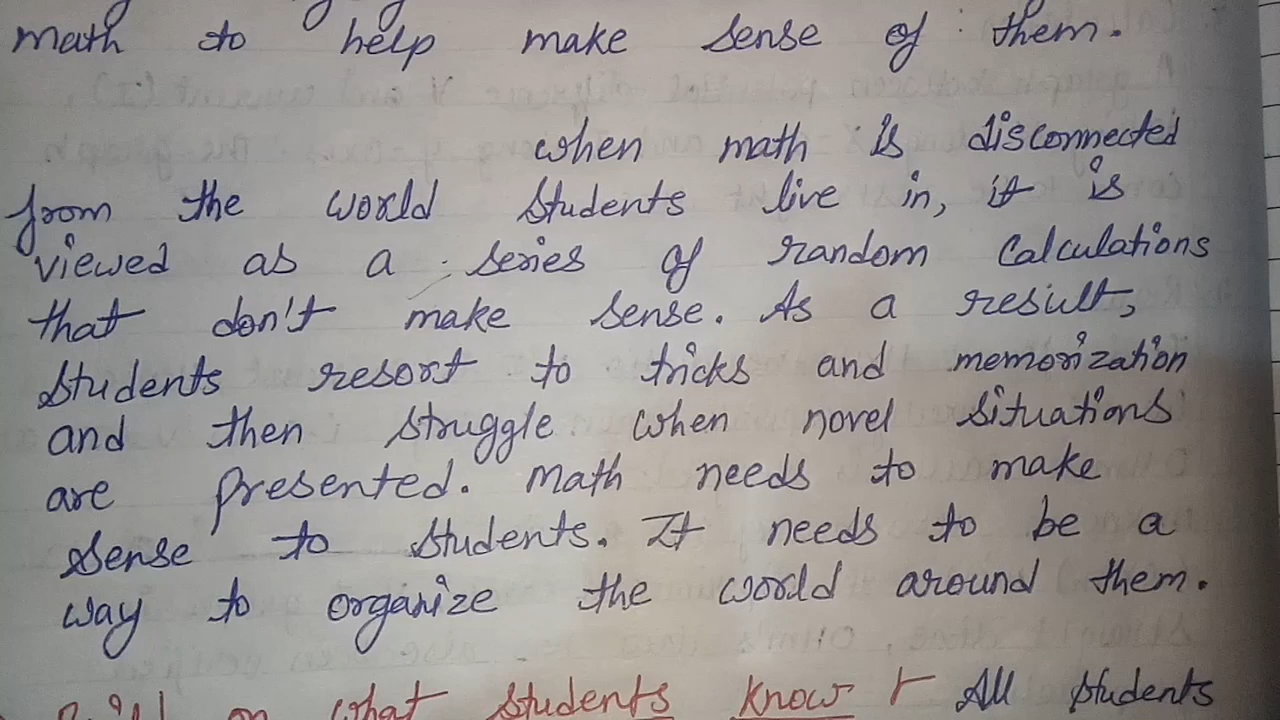 math to help make sense of them.
when math is disconnected
from the world students live in, it is
viewed as a series of random calculations
that don't make sense. As a result,
students resort to tricks and memorization
and then struggle when novel situations
are presented. Math needs to make
sense to students. It needs to be a
way to organize the world around them.
on what students know All students